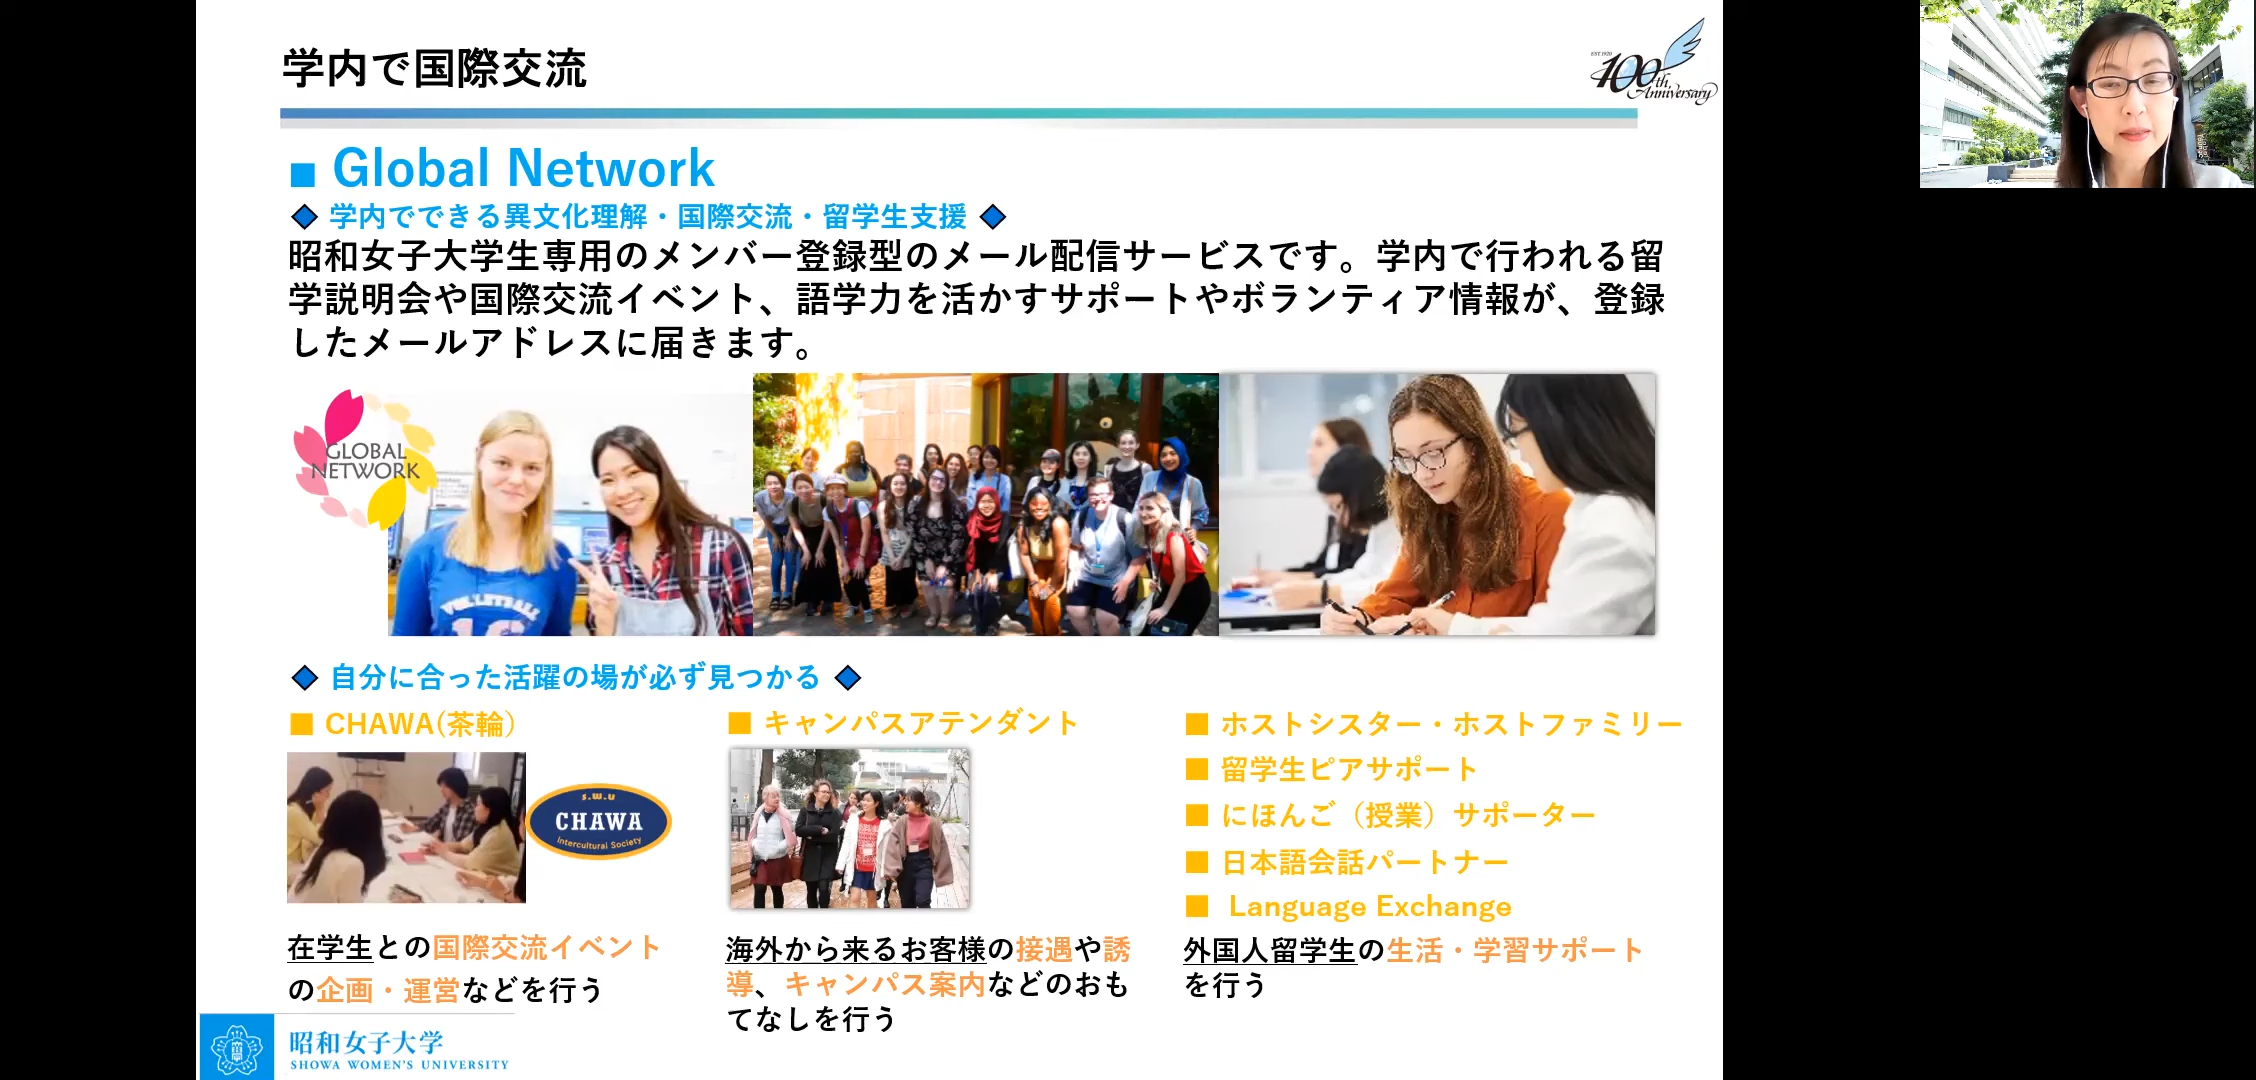 学内で国際交流
EST.1920
100th
Anniversary
■ Global Network
◆ 学内でできる異文化理解・国際交流・留学生支援 ◆
昭和女子大学生専用のメンバー登録型のメール配信サービスです。学内で行われる留
学説明会や国際交流イベント、語学力を活かすサポートやボランティア情報が、登録
したメールアドレスに届きます。
GLOBAL
NETWORK
◆ 自分に合った活躍の場が必ず見つかる ◆
■ CHAWA(茶輪)
s.w.u
CHAWA
Intercultural Society
在学生との国際交流イベント
の企画・運営などを行う
■ キャンパスアテンダント
海外から来るお客様の接遇や誘
導、キャンパス案内などのおも
てなしを行う
■ ホストシスター・ホストファミリー
■ 留学生ピアサポート
■ にほんご（授業）サポーター
■ 日本語会話パートナー
■ Language Exchange
外国人留学生の生活・学習サポート
を行う
昭和女子大学
SHOWA WOMEN'S UNIVERSITY